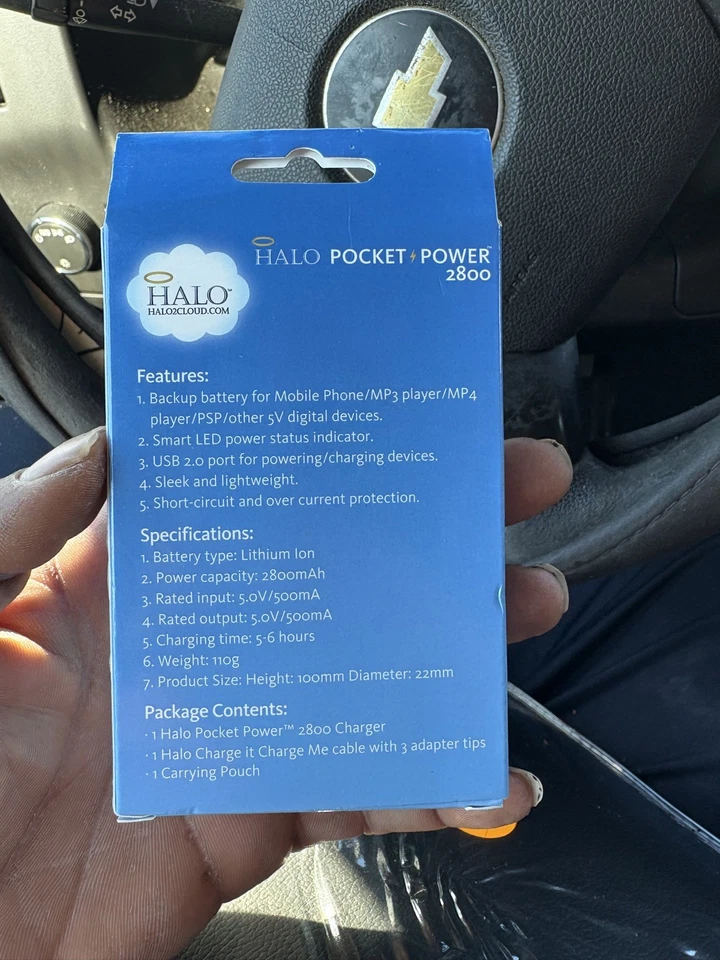 HALO POCKET POWER™
2800
HALO™
HALO2CLOUD.COM
Features:
1. Backup battery for Mobile Phone/MP3 player/MP4
player/PSP/other 5V digital devices.
2. Smart LED power status indicator.
3. USB 2.0 port for powering/charging devices.
4. Sleek and lightweight.
5. Short-circuit and over current protection.
Specifications:
1. Battery type: Lithium Ion
2. Power capacity: 2800mAh
3. Rated input: 5.0V/500mA
4. Rated output: 5.0V/500mA
5. Charging time: 5-6 hours
6. Weight: 110g
7. Product Size: Height: 100mm Diameter: 22mm
Package Contents:
· 1 Halo Pocket Power™ 2800 Charger
· 1 Halo Charge it Charge Me cable with 3 adapter tips
· 1 Carrying Pouch